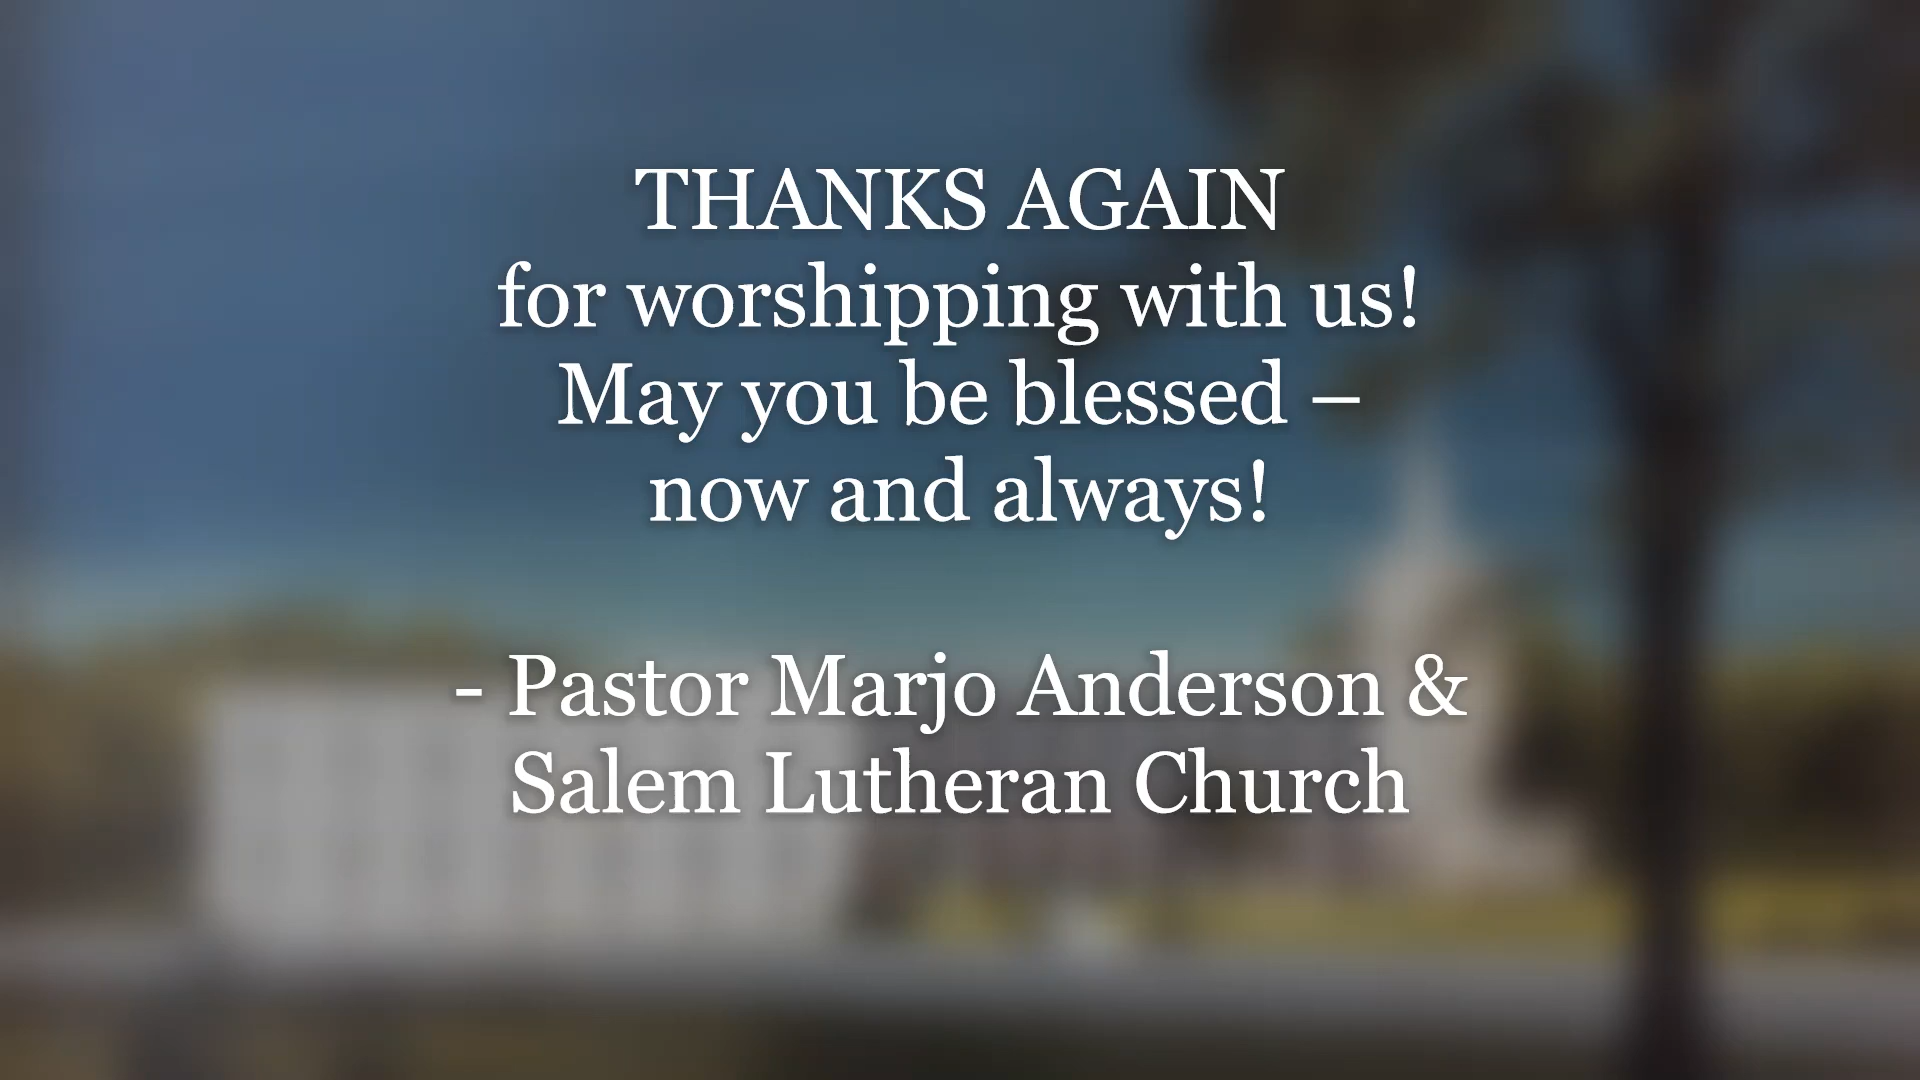 THANKS AGAIN
for worshipping with us!
May you be blessed –
now and always!
- Pastor Marjo Anderson &
Salem Lutheran Church